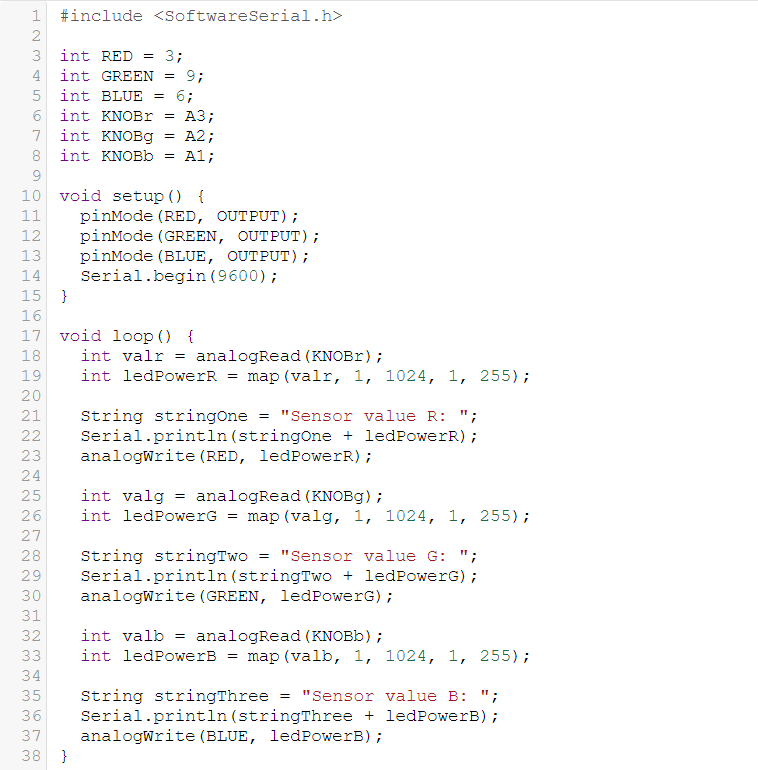 1 #include <SoftwareSerial.h>
2
3 int RED = 3;
4 int GREEN = 9;
5 int BLUE = 6;
6 int KNOBr = A3;
7 int KNOBg = A2;
8 int KNOBb = A1;
9
10 void setup() {
11   pinMode(RED, OUTPUT);
12   pinMode(GREEN, OUTPUT);
13   pinMode(BLUE, OUTPUT);
14   Serial.begin(9600);
15 }
16
17 void loop() {
18   int valr = analogRead(KNOBr);
19   int ledPowerR = map(valr, 1, 1024, 1, 255);
20
21   String stringOne = "Sensor value R: ";
22   Serial.println(stringOne + ledPowerR);
23   analogWrite(RED, ledPowerR);
24
25   int valg = analogRead(KNOBg);
26   int ledPowerG = map(valg, 1, 1024, 1, 255);
27
28   String stringTwo = "Sensor value G: ";
29   Serial.println(stringTwo + ledPowerG);
30   analogWrite(GREEN, ledPowerG);
31
32   int valb = analogRead(KNOBb);
33   int ledPowerB = map(valb, 1, 1024, 1, 255);
34
35   String stringThree = "Sensor value B: ";
36   Serial.println(stringThree + ledPowerB);
37   analogWrite(BLUE, ledPowerB);
38 }